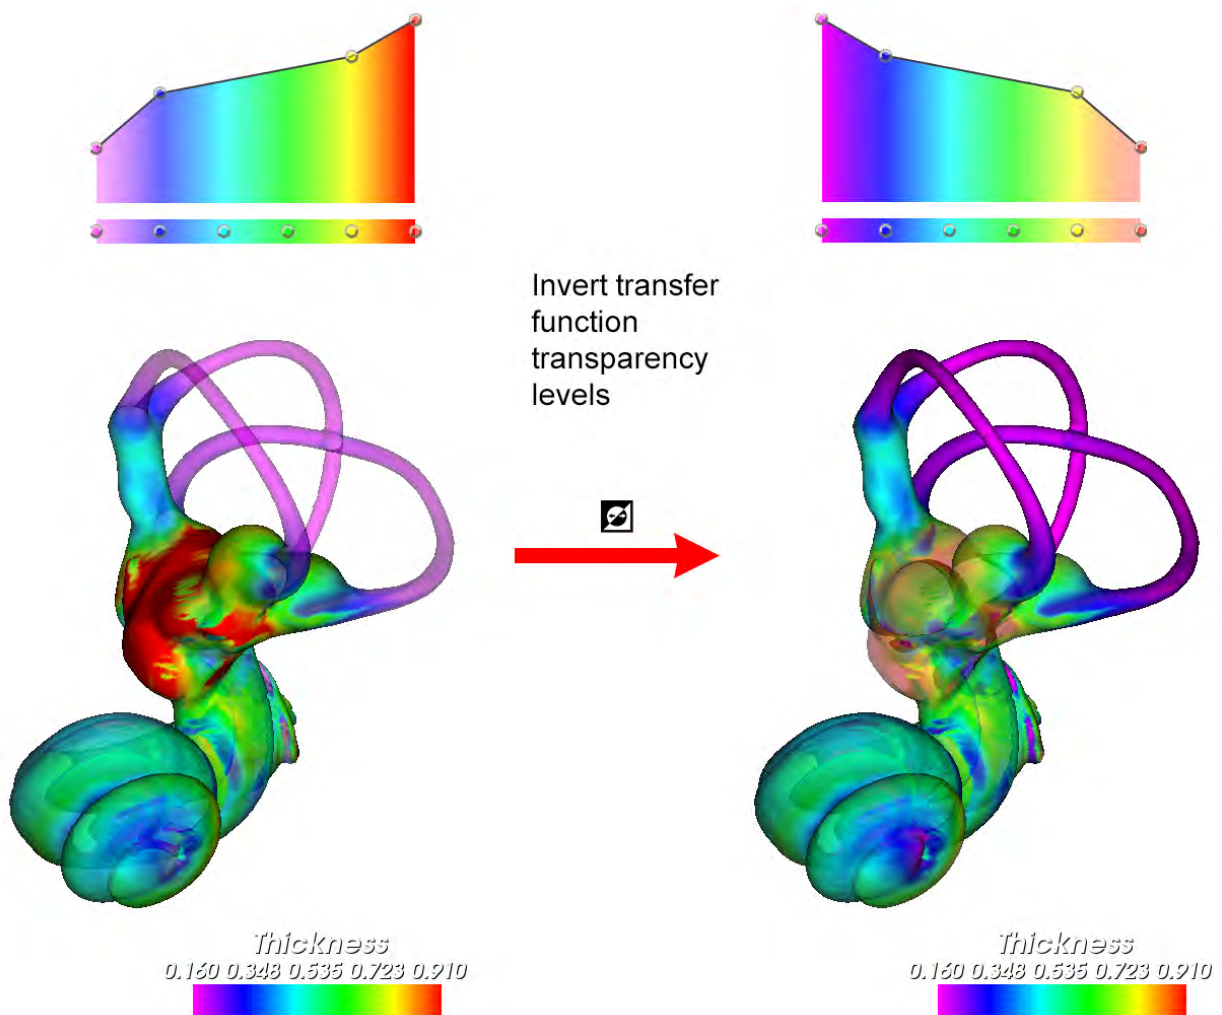 Invert transfer
function
transparency
levels
Thickness
0.160 0.348 0.535 0.723 0.910
Thickness
0.160 0.348 0.535 0.723 0.910